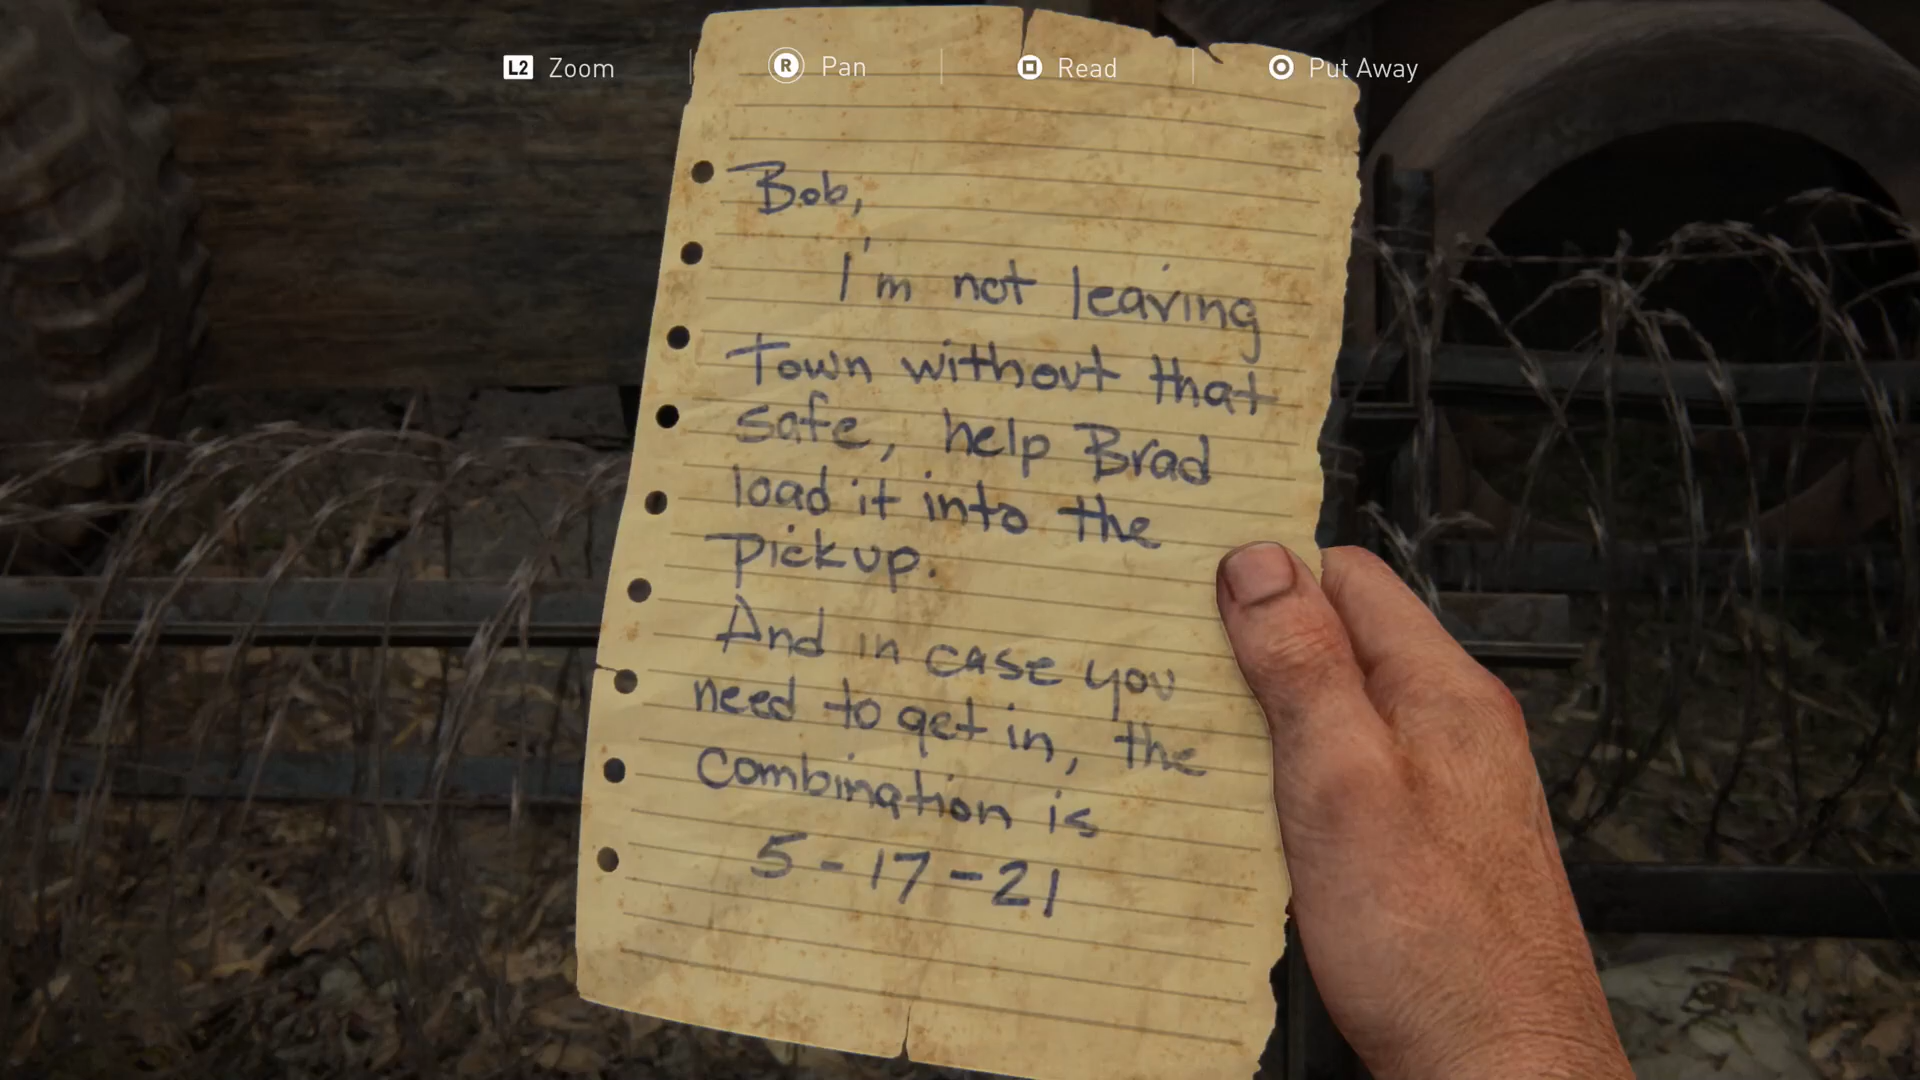 L2 Zoom R Pan Read Put Away
Bob,
I'm not leaving
Town without that
safe, help Brad
load it into the
pickup.
And in case you
need to get in, the
combination is
5-17-21